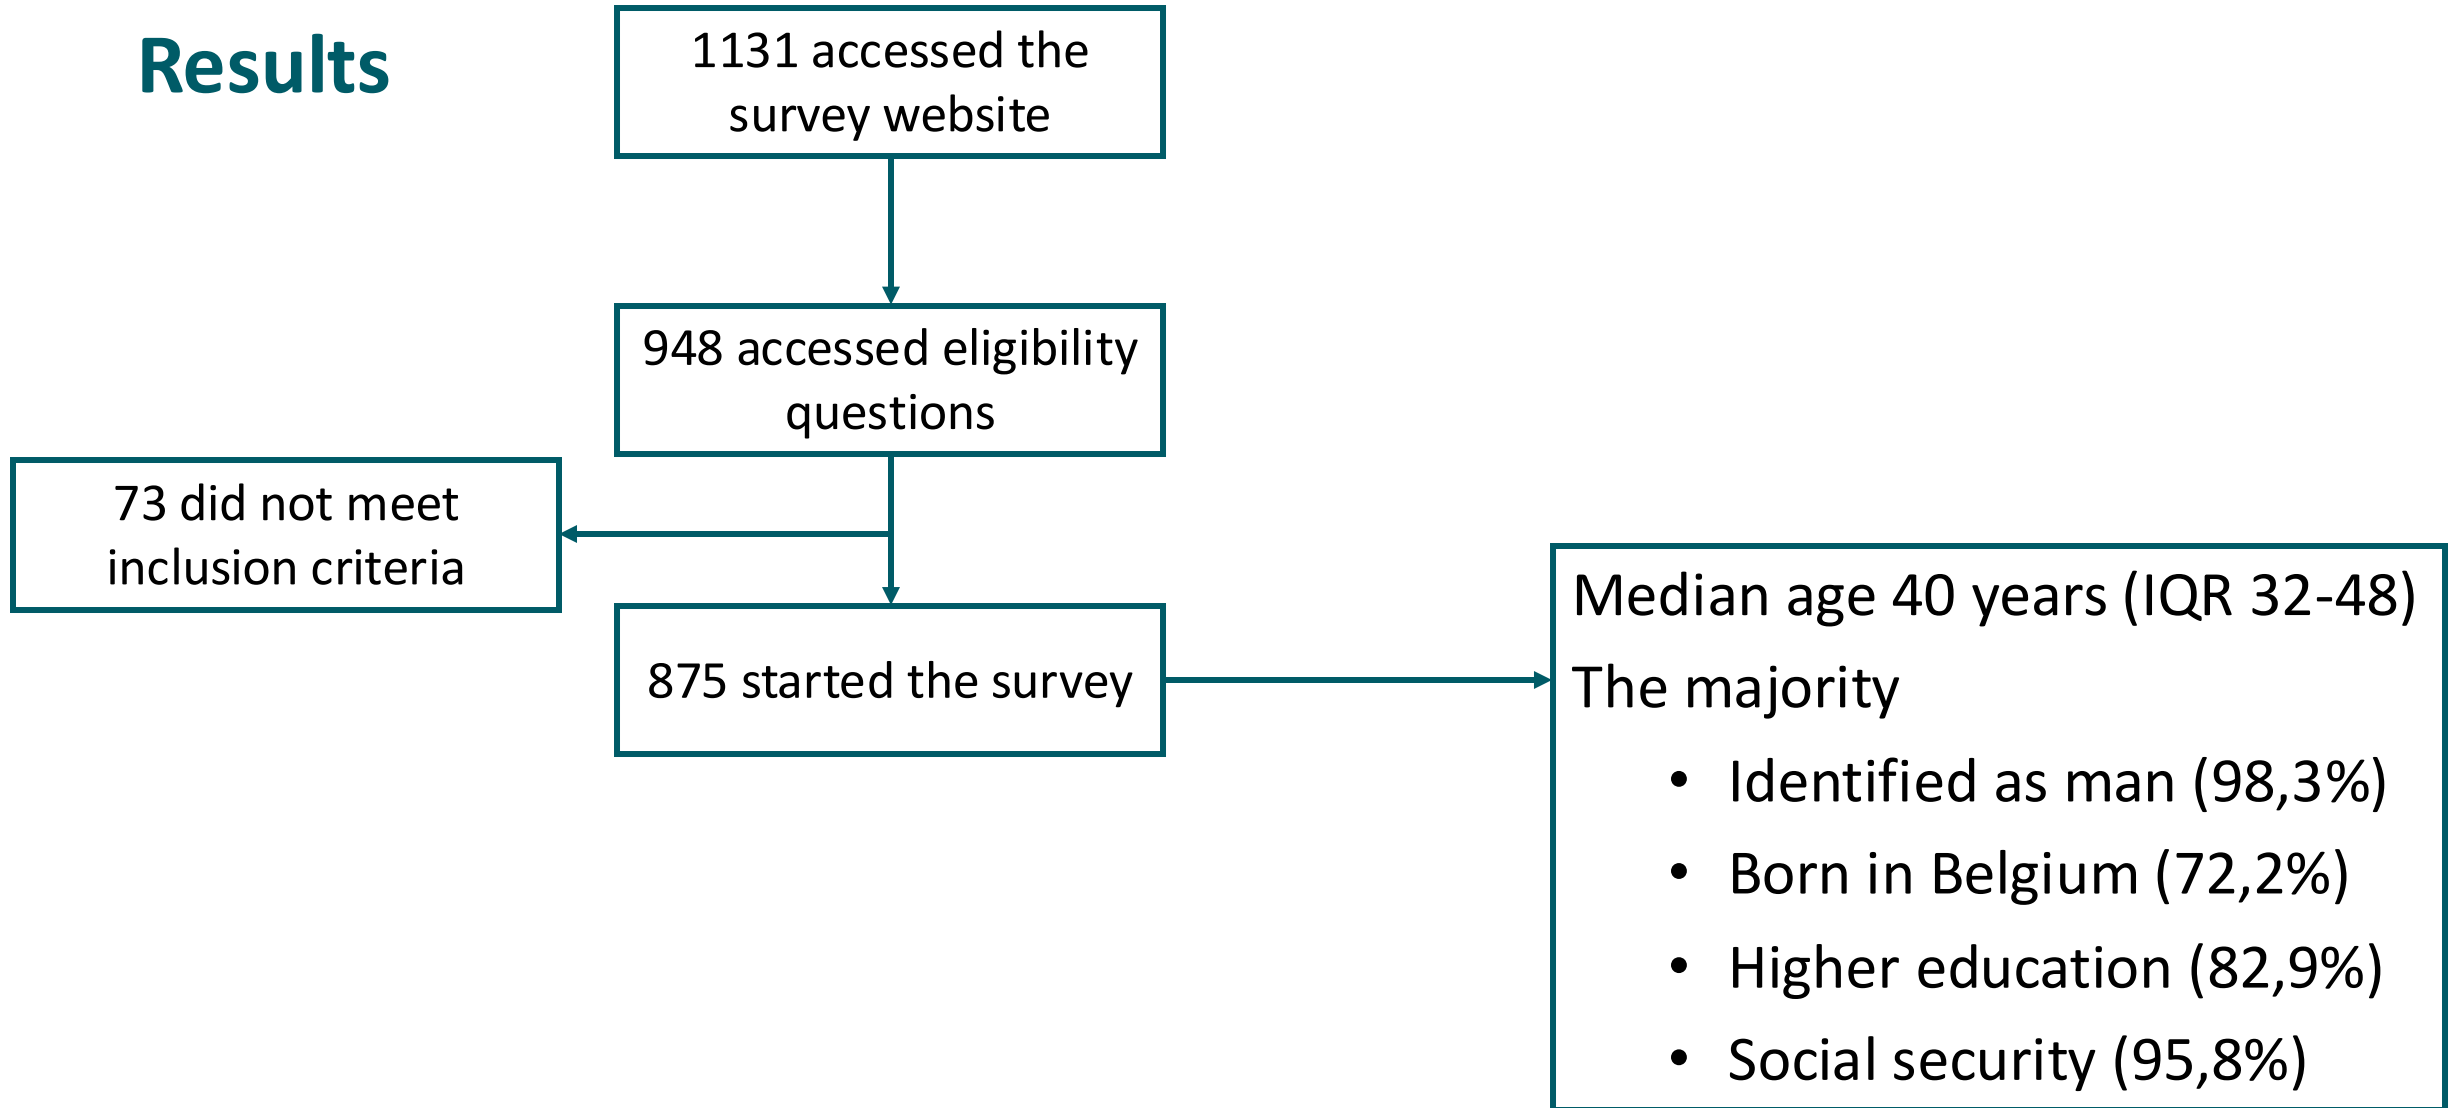 Results
1131 accessed the
survey website
948 accessed eligibility
questions
73 did not meet
inclusion criteria
875 started the survey
Median age 40 years (IQR 32-48)
The majority
• Identified as man (98,3%)
• Born in Belgium (72,2%)
• Higher education (82,9%)
• Social security (95,8%)